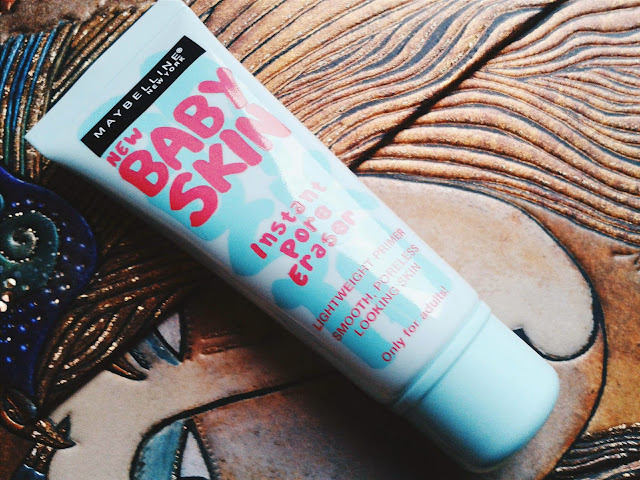 MAYBELLINE®
NEW YORK
NEW
BABY
SKIN
Instant
Pore
Eraser
LIGHTWEIGHT PRIMER
SMOOTH, PORELESS
LOOKING SKIN
Only for adults!